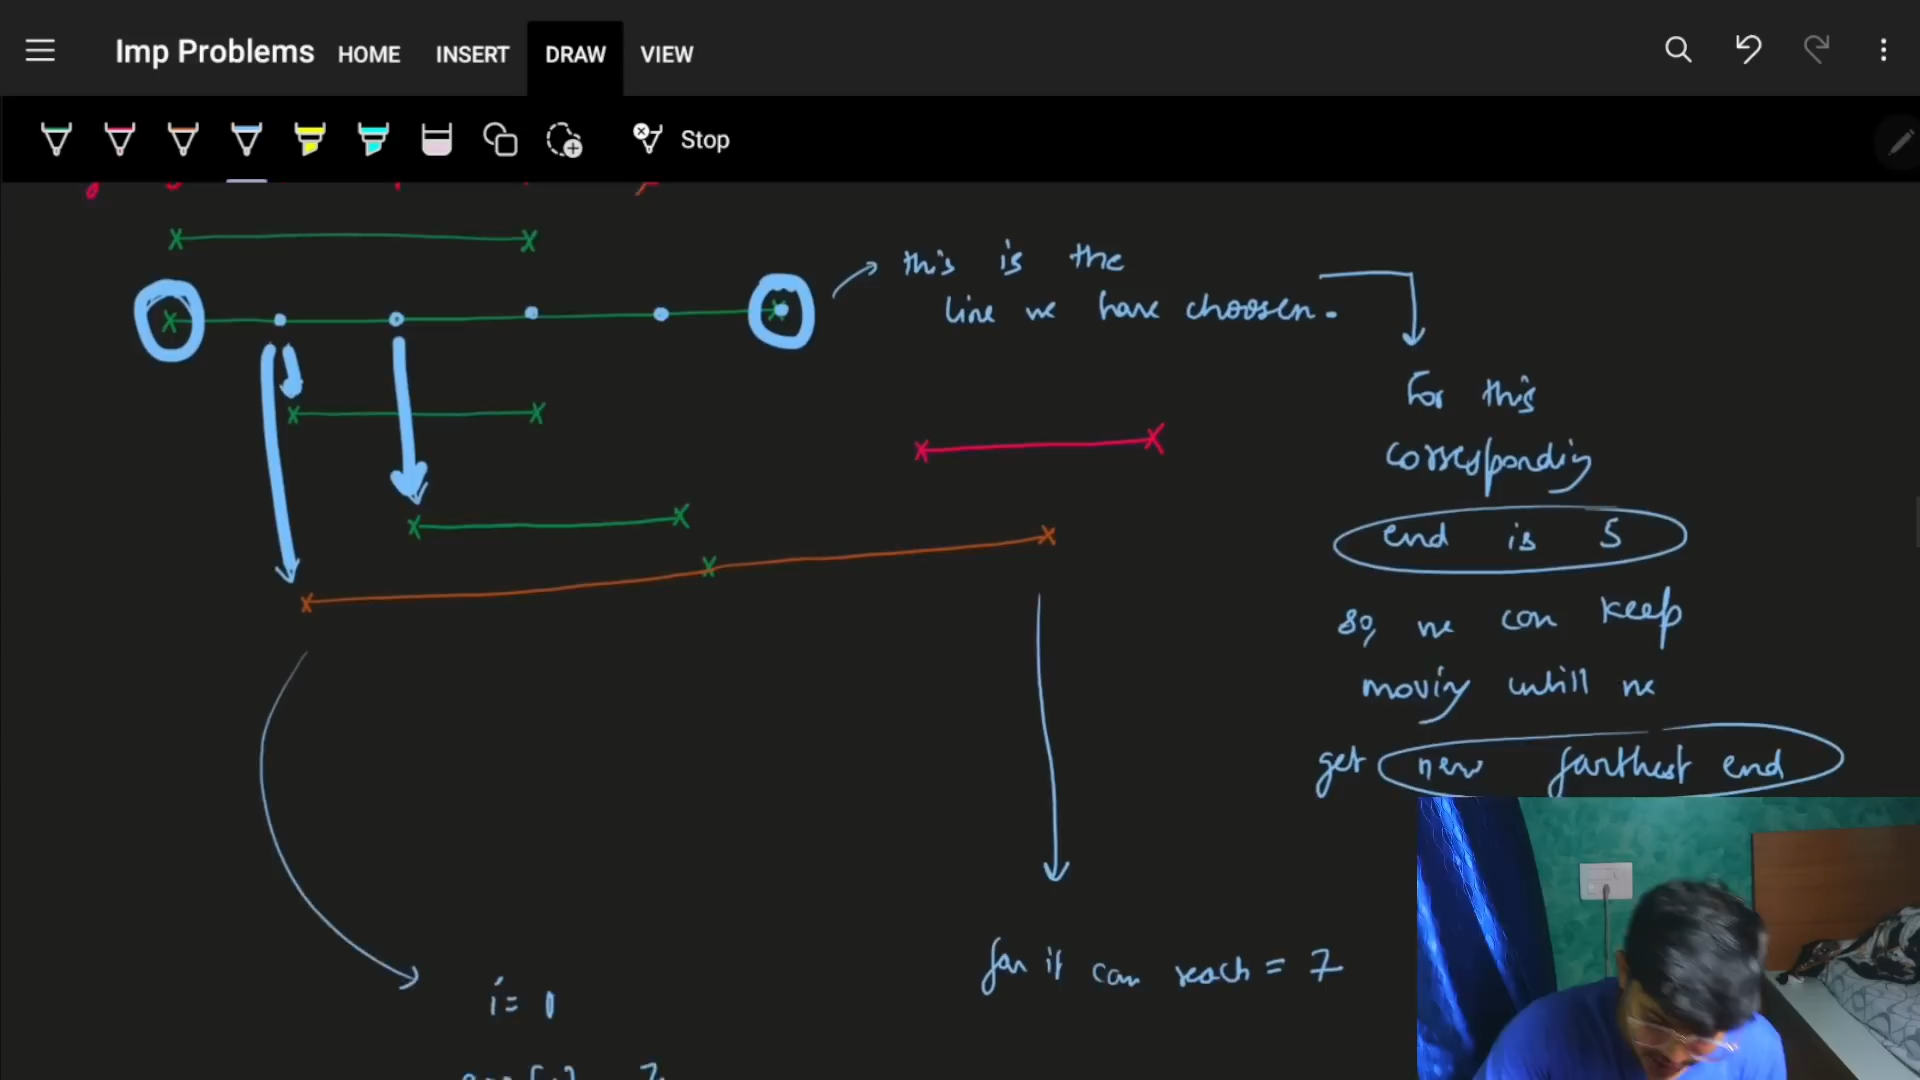 Imp Problems HOME INSERT DRAW VIEW
Stop
this is the
line we have choosen.
For this
corresponding
end is 5
so, we can keep
moving untill we
get new farthest end
far it can reach = 7
i = 1